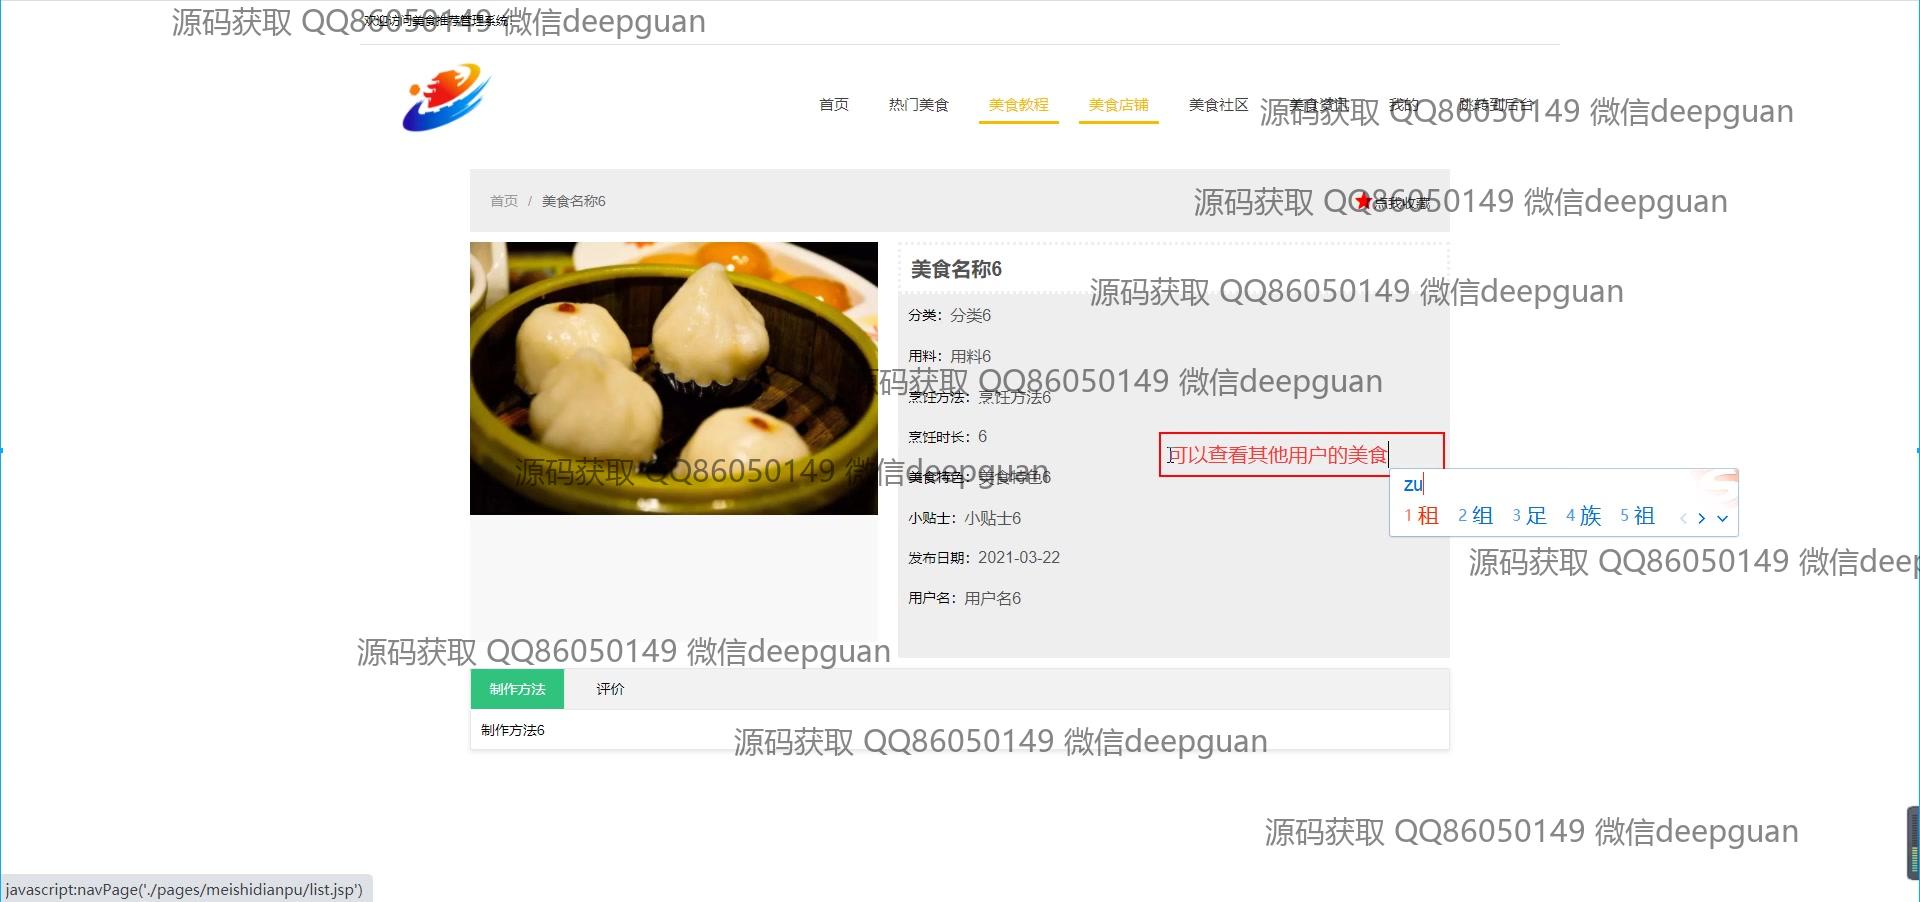 欢迎访问美食推荐管理系统
源码获取 QQ86050149 微信deepguan
首页 热门美食 美食教程 美食店铺 美食社区 美食资讯 我的 跳转到后台
源码获取 QQ86050149 微信deepguan
首页 / 美食名称6
点我收藏
源码获取 QQ86050149 微信deepguan
美食名称6
源码获取 QQ86050149 微信deepguan
分类：分类6
用料：用料6
源码获取 QQ86050149 微信deepguan
烹饪方法：烹饪方法6
烹饪时长：6
可以查看其他用户的美食
源码获取 QQ86050149 微信deepguan
美食特色：美食特色6
zu
1 租 2 组 3 足 4 族 5 祖
小贴士：小贴士6
发布日期：2021-03-22
源码获取 QQ86050149 微信deep
用户名：用户名6
源码获取 QQ86050149 微信deepguan
制作方法 评价
制作方法6
源码获取 QQ86050149 微信deepguan
源码获取 QQ86050149 微信deepguan
javascript:navPage('./pages/meishidianpu/list.jsp')